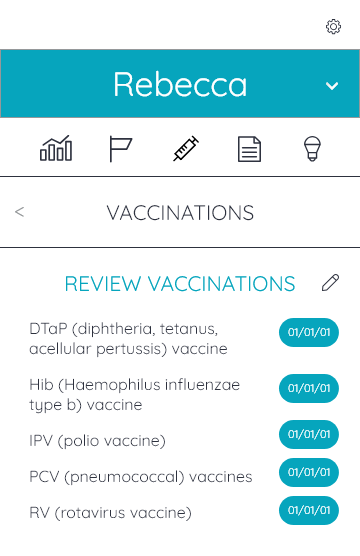 Rebecca
<
VACCINATIONS
REVIEW VACCINATIONS
DTaP (diphtheria, tetanus,
acellular pertussis) vaccine
01/01/01
Hib (Haemophilus influenzae
type b) vaccine
01/01/01
IPV (polio vaccine)
01/01/01
PCV (pneumococcal) vaccines
01/01/01
RV (rotavirus vaccine)
01/01/01